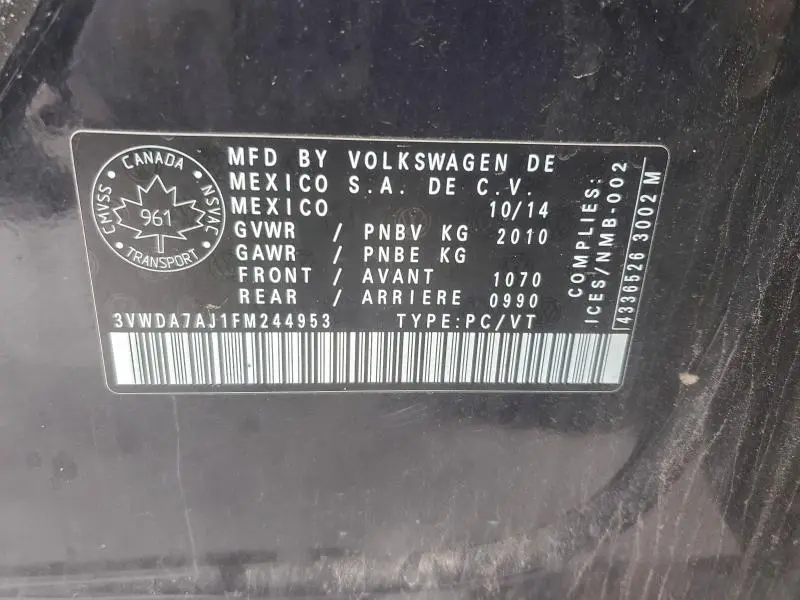 CANADA
CMVSS
NSVAC
961
TRANSPORT
MFD BY VOLKSWAGEN DE
MEXICO S.A. DE C.V.
MEXICO 10/14
GVWR / PNBV KG 2010
GAWR / PNBE KG
FRONT / AVANT 1070
REAR / ARRIERE 0990
3VWDA7AJ1FM244953 TYPE:PC/VT
COMPLIES:
ICES/NMB-002
4336526 3002 M